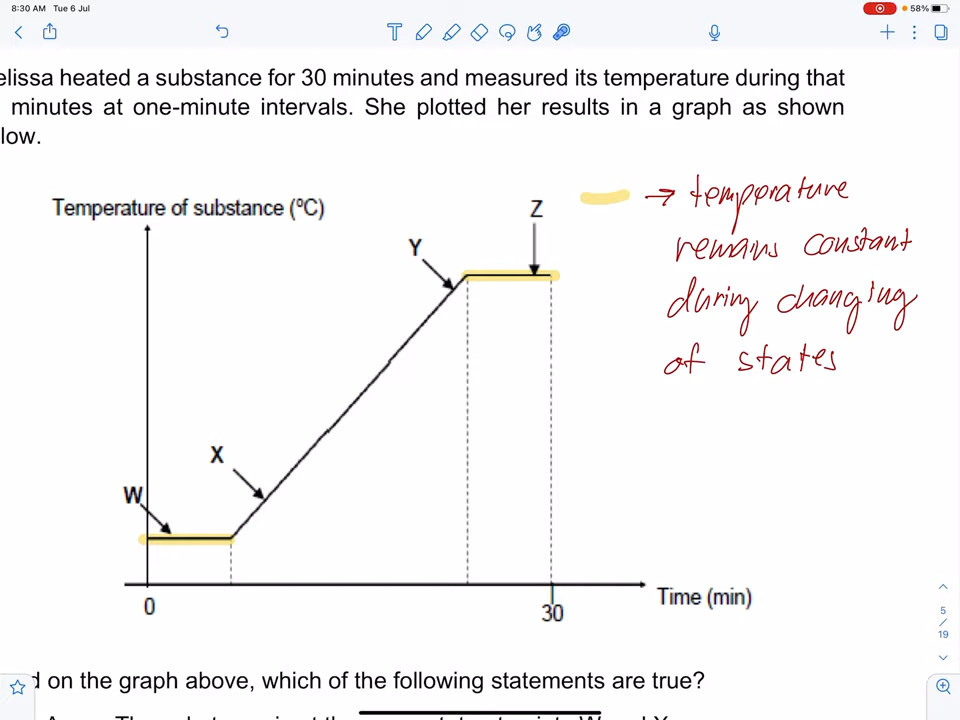 8:30 AM Tue 6 Jul
58%
elissa heated a substance for 30 minutes and measured its temperature during that
minutes at one-minute intervals. She plotted her results in a graph as shown
low.
Temperature of substance (ºC)
Z
→ temperature
remains constant
during changing
of states
Y
X
W
0
30
Time (min)
5
/
19
d on the graph above, which of the following statements are true?